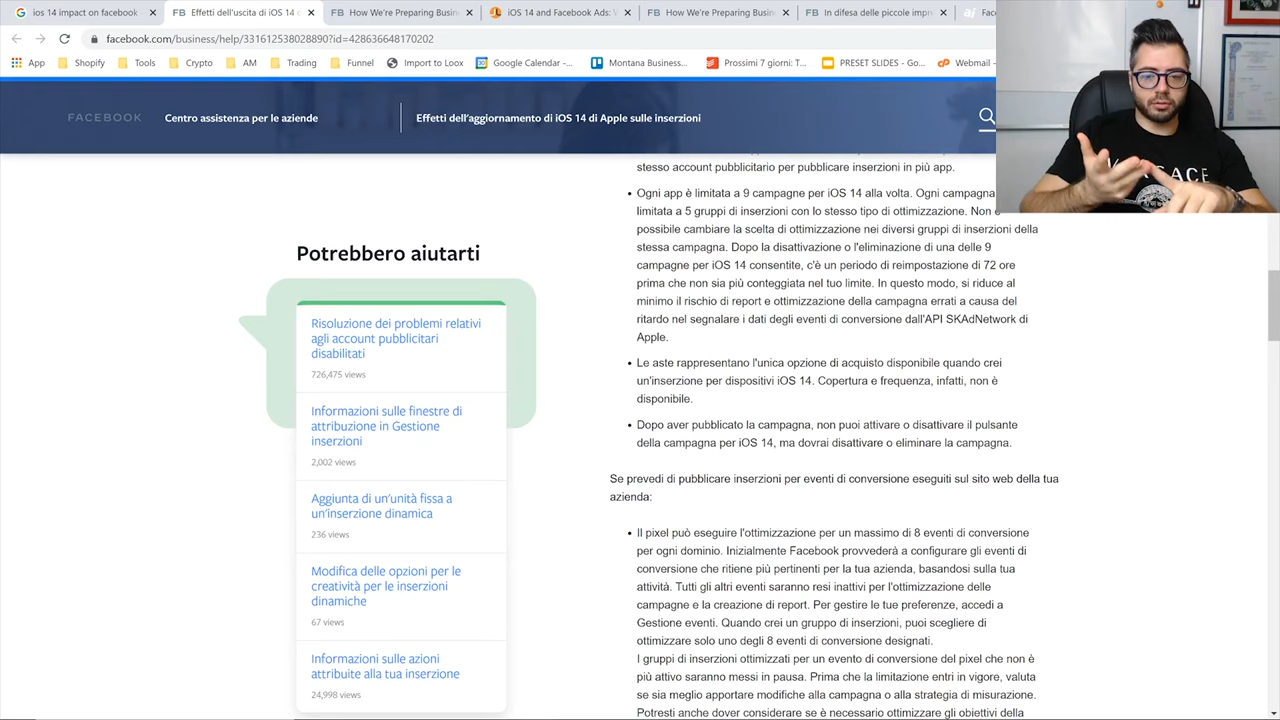 ios 14 impact on facebook
Effetti dell'uscita di iOS 14 d
How We're Preparing Busin
iOS 14 and Facebook Ads: W
How We're Preparing Busin
In difesa delle piccole impre
facebook.com/business/help/331612538028890?id=428636648170202
App
Shopify
Tools
Crypto
AM
Trading
Funnel
Import to Loox
Google Calendar-...
Montana Business...
Prossimi 7 giorni: T...
PRESET SLIDES - Go...
Webmail -
FACEBOOK
Centro assistenza per le aziende
Effetti dell'aggiornamento di iOS 14 di Apple sulle inserzioni
stesso account pubblicitario per pubblicare inserzioni in più app.
• Ogni app è limitata a 9 campagne per iOS 14 alla volta. Ogni campagna
limitata a 5 gruppi di inserzioni con lo stesso tipo di ottimizzazione. Non è
possibile cambiare la scelta di ottimizzazione nei diversi gruppi di inserzioni della
stessa campagna. Dopo la disattivazione o l'eliminazione di una delle 9
campagne per iOS 14 consentite, c'è un periodo di reimpostazione di 72 ore
prima che non sia più conteggiata nel tuo limite. In questo modo, si riduce al
minimo il rischio di report e ottimizzazione della campagna errati a causa del
ritardo nel segnalare i dati degli eventi di conversione dall'API SKAdNetwork di
Apple.
• Le aste rappresentano l'unica opzione di acquisto disponibile quando crei
un'inserzione per dispositivi iOS 14. Copertura e frequenza, infatti, non è
disponibile.
• Dopo aver pubblicato la campagna, non puoi attivare o disattivare il pulsante
della campagna per iOS 14, ma dovrai disattivare o eliminare la campagna.
Se prevedi di pubblicare inserzioni per eventi di conversione eseguiti sul sito web della tua
azienda:
• Il pixel può eseguire l'ottimizzazione per un massimo di 8 eventi di conversione
per ogni dominio. Inizialmente Facebook provvederà a configurare gli eventi di
conversione che ritiene più pertinenti per la tua azienda, basandosi sulla tua
attività. Tutti gli altri eventi saranno resi inattivi per l'ottimizzazione delle
campagne e la creazione di report. Per gestire le tue preferenze, accedi a
Gestione eventi. Quando crei un gruppo di inserzioni, puoi scegliere di
ottimizzare solo uno degli 8 eventi di conversione designati.
I gruppi di inserzioni ottimizzati per un evento di conversione del pixel che non è
più attivo saranno messi in pausa. Prima che la limitazione entri in vigore, valuta
se sia meglio apportare modifiche alla campagna o alla strategia di misurazione.
Potresti anche dover considerare se è necessario ottimizzare gli obiettivi della
Potrebbero aiutarti
Risoluzione dei problemi relativi
agli account pubblicitari
disabilitati
726,475 views
Informazioni sulle finestre di
attribuzione in Gestione
inserzioni
2,002 views
Aggiunta di un'unità fissa a
un'inserzione dinamica
236 views
Modifica delle opzioni per le
creatività per le inserzioni
dinamiche
67 views
Informazioni sulle azioni
attribuite alla tua inserzione
24,998 views